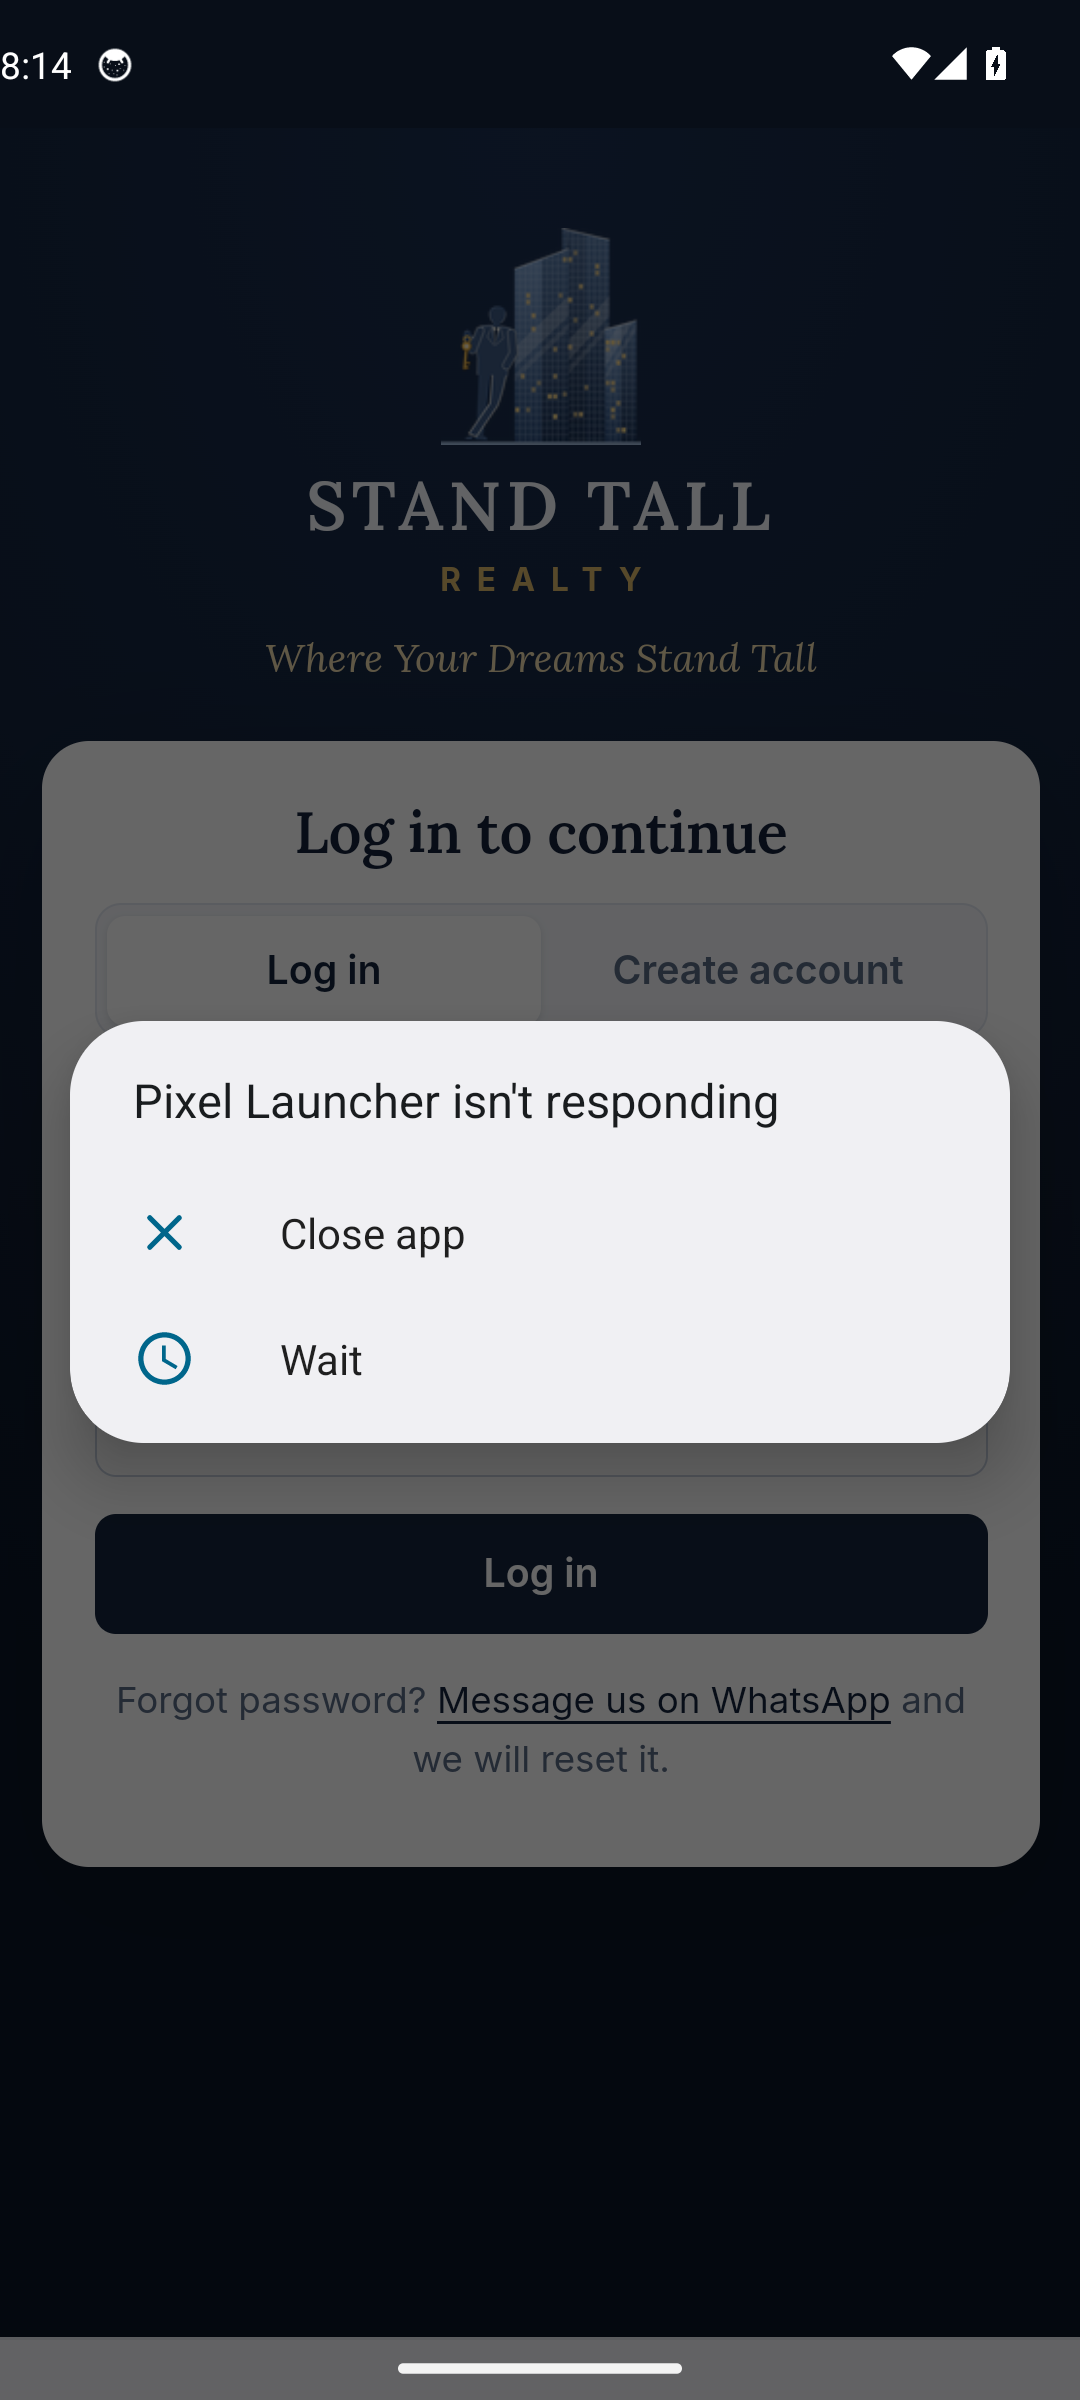 8:14
STAND TALL
REALTY
Where Your Dreams Stand Tall
Log in to continue
Log in
Create account
Pixel Launcher isn't responding
Close app
Wait
Log in
Forgot password? Message us on WhatsApp and
we will reset it.